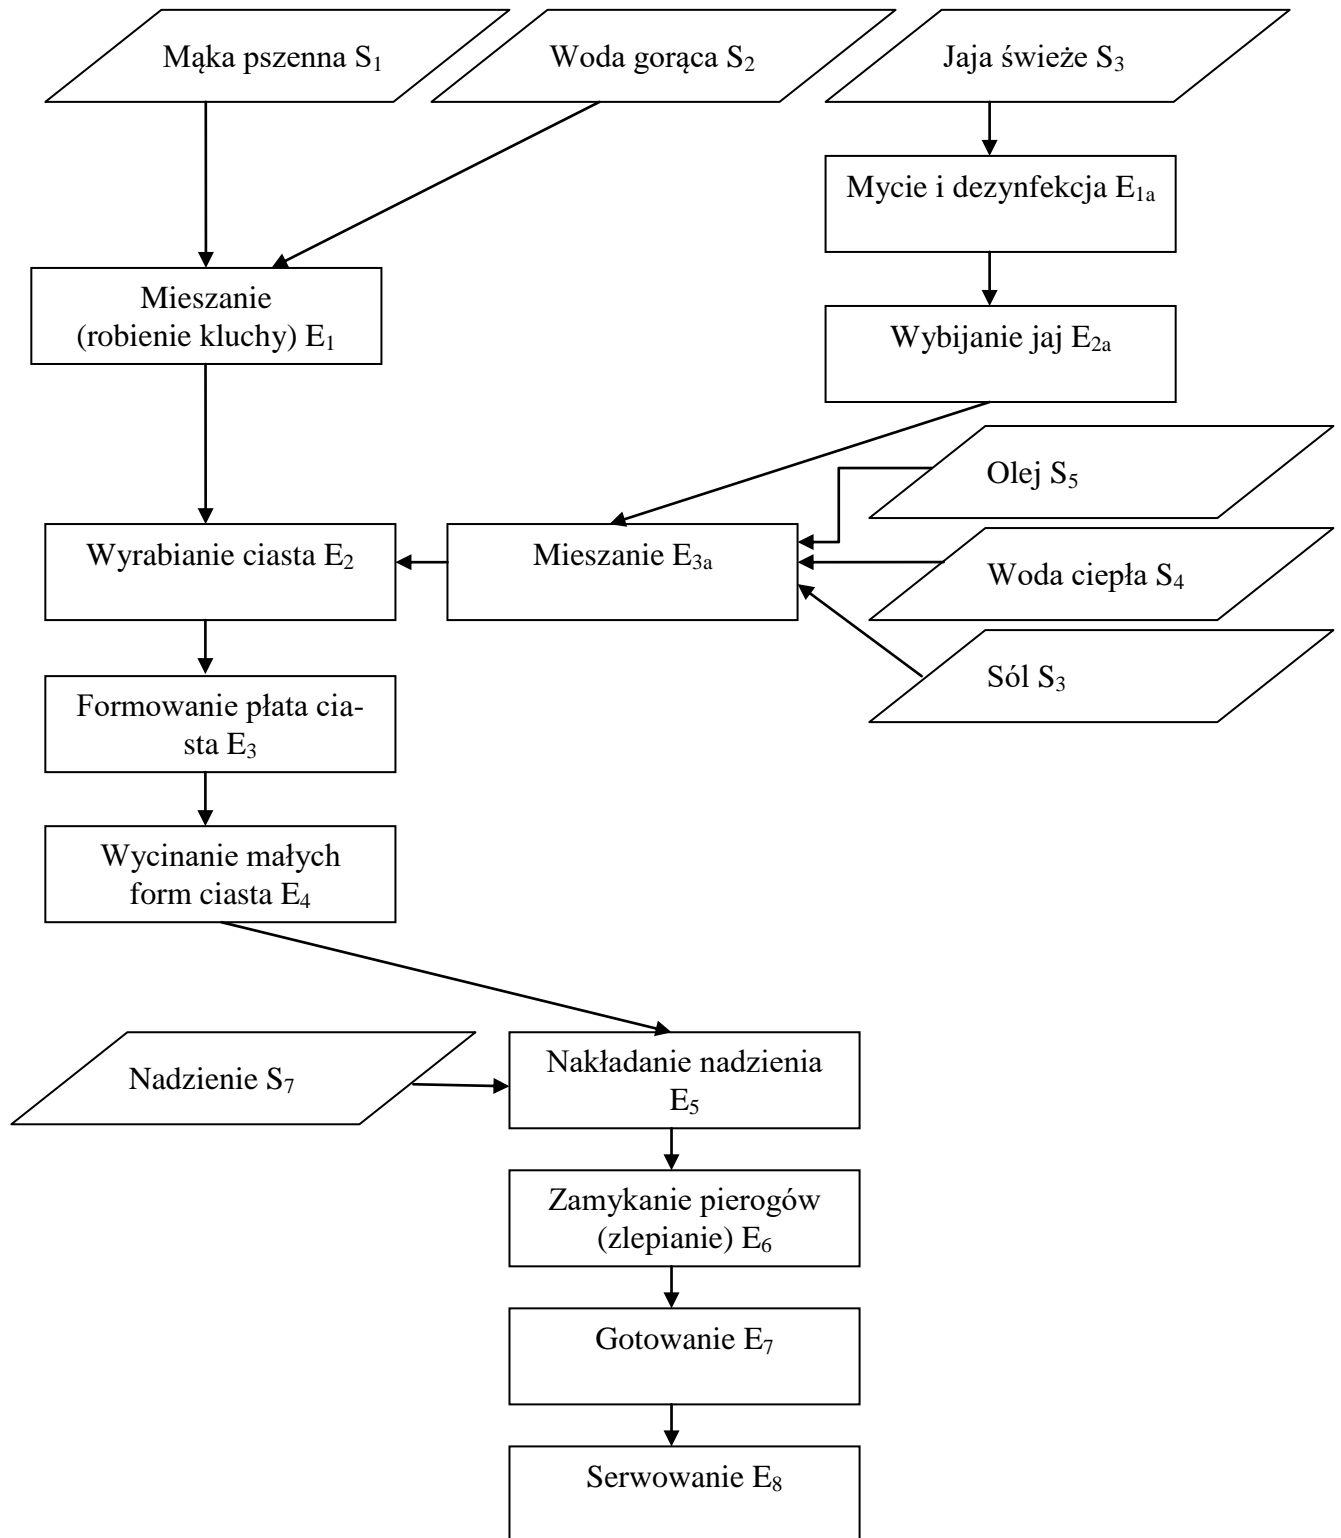 Mąka pszenna S₁
Woda gorąca S₂
Jaja świeże S₃
Mycie i dezynfekcja E₁ₐ
Mieszanie
(robienie kluchy) E₁
Wybijanie jaj E₂ₐ
Olej S₅
Wyrabianie ciasta E₂
Mieszanie E₃ₐ
Woda ciepła S₄
Sól S₃
Formowanie płata cia-
sta E₃
Wycinanie małych
form ciasta E₄
Nadzienie S₇
Nakładanie nadzienia
E₅
Zamykanie pierogów
(zlepianie) E₆
Gotowanie E₇
Serwowanie E₈